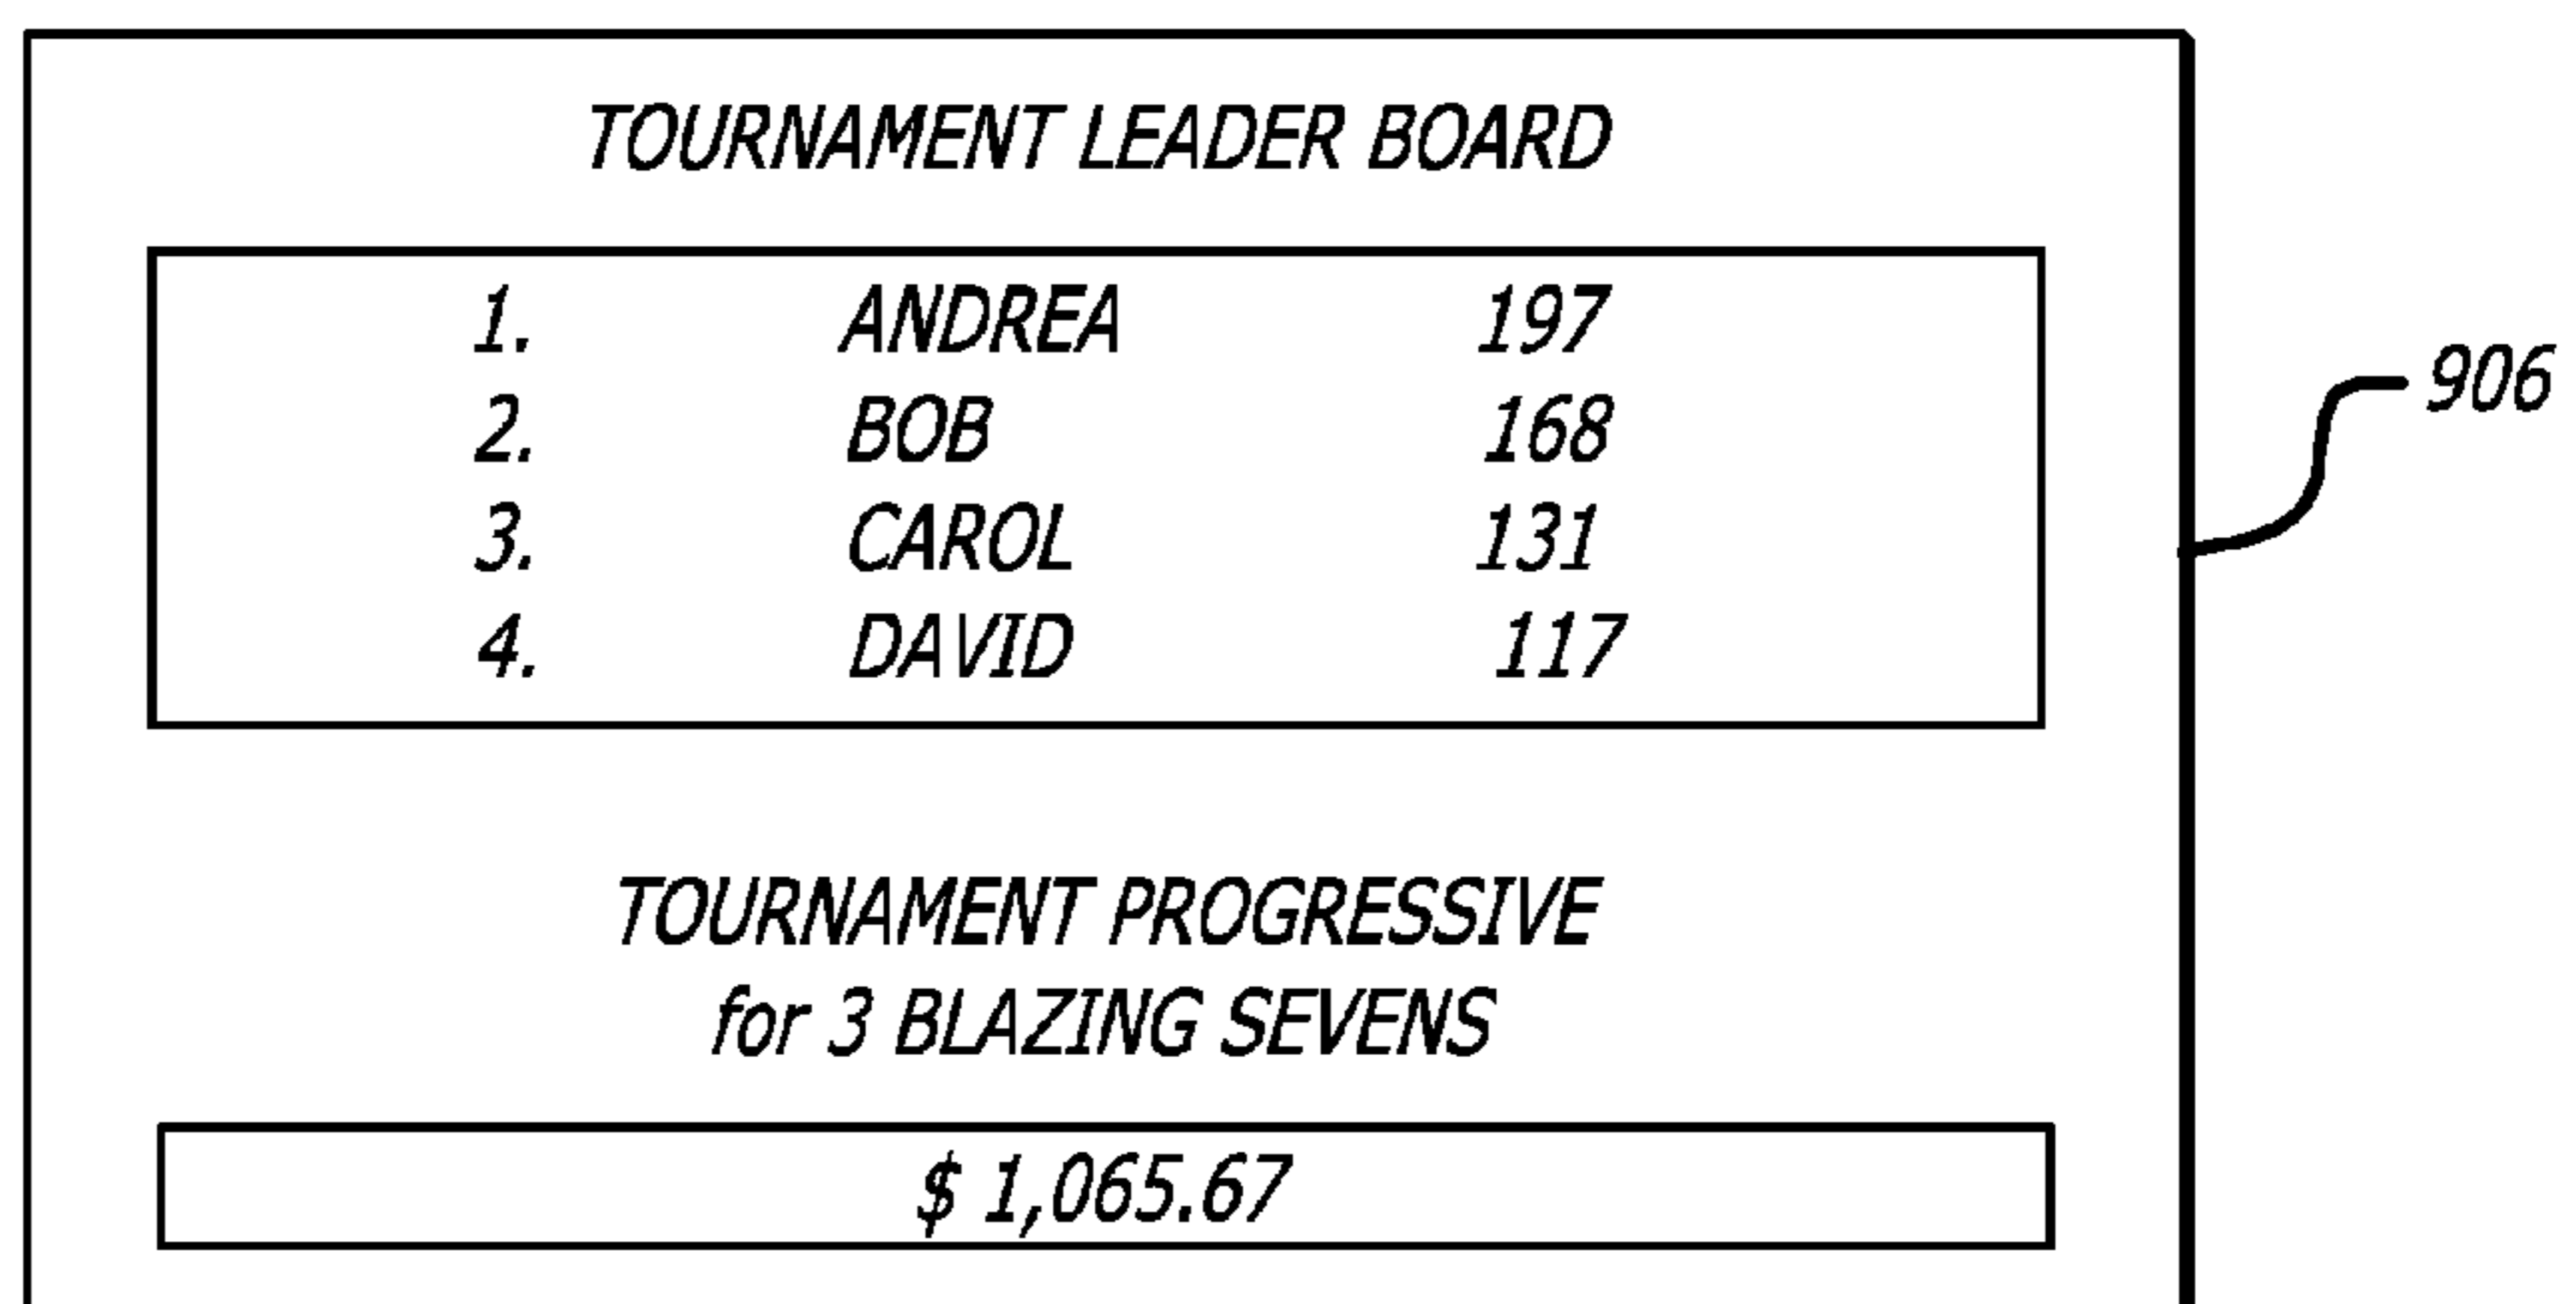 TOURNAMENT LEADER BOARD
1. ANDREA 197
2. BOB 168
3. CAROL 131
4. DAVID 117
906
TOURNAMENT PROGRESSIVE
for 3 BLAZING SEVENS
$ 1,065.67